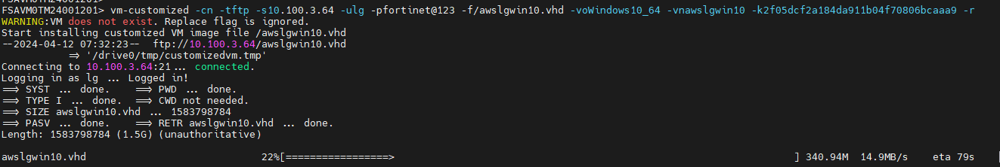 FSAVM0TM24001201>
FSAVM0TM24001201> vm-customized -cn -tftp -s10.100.3.64 -ulg -pfortinet@123 -f/awslgwin10.vhd -voWindows10_64 -vnawslgwin10 -k2f05dcf2a184da911b04f70806bcaaa9 -r
WARNING:VM does not exist. Replace flag is ignored.
Start installing customized VM image file /awslgwin10.vhd
--2024-04-12 07:32:23-- ftp://10.100.3.64/awslgwin10.vhd
=> '/drive0/tmp/customizedvm.tmp'
Connecting to 10.100.3.64:21... connected.
Logging in as lg ... Logged in!
==> SYST ... done. ==> PWD ... done.
==> TYPE I ... done. ==> CWD not needed.
==> SIZE awslgwin10.vhd ... 1583798784
==> PASV ... done. ==> RETR awslgwin10.vhd ... done.
Length: 1583798784 (1.5G) (unauthoritative)
awslgwin10.vhd 22%[=================> ] 340.94M 14.9MB/s eta 79s